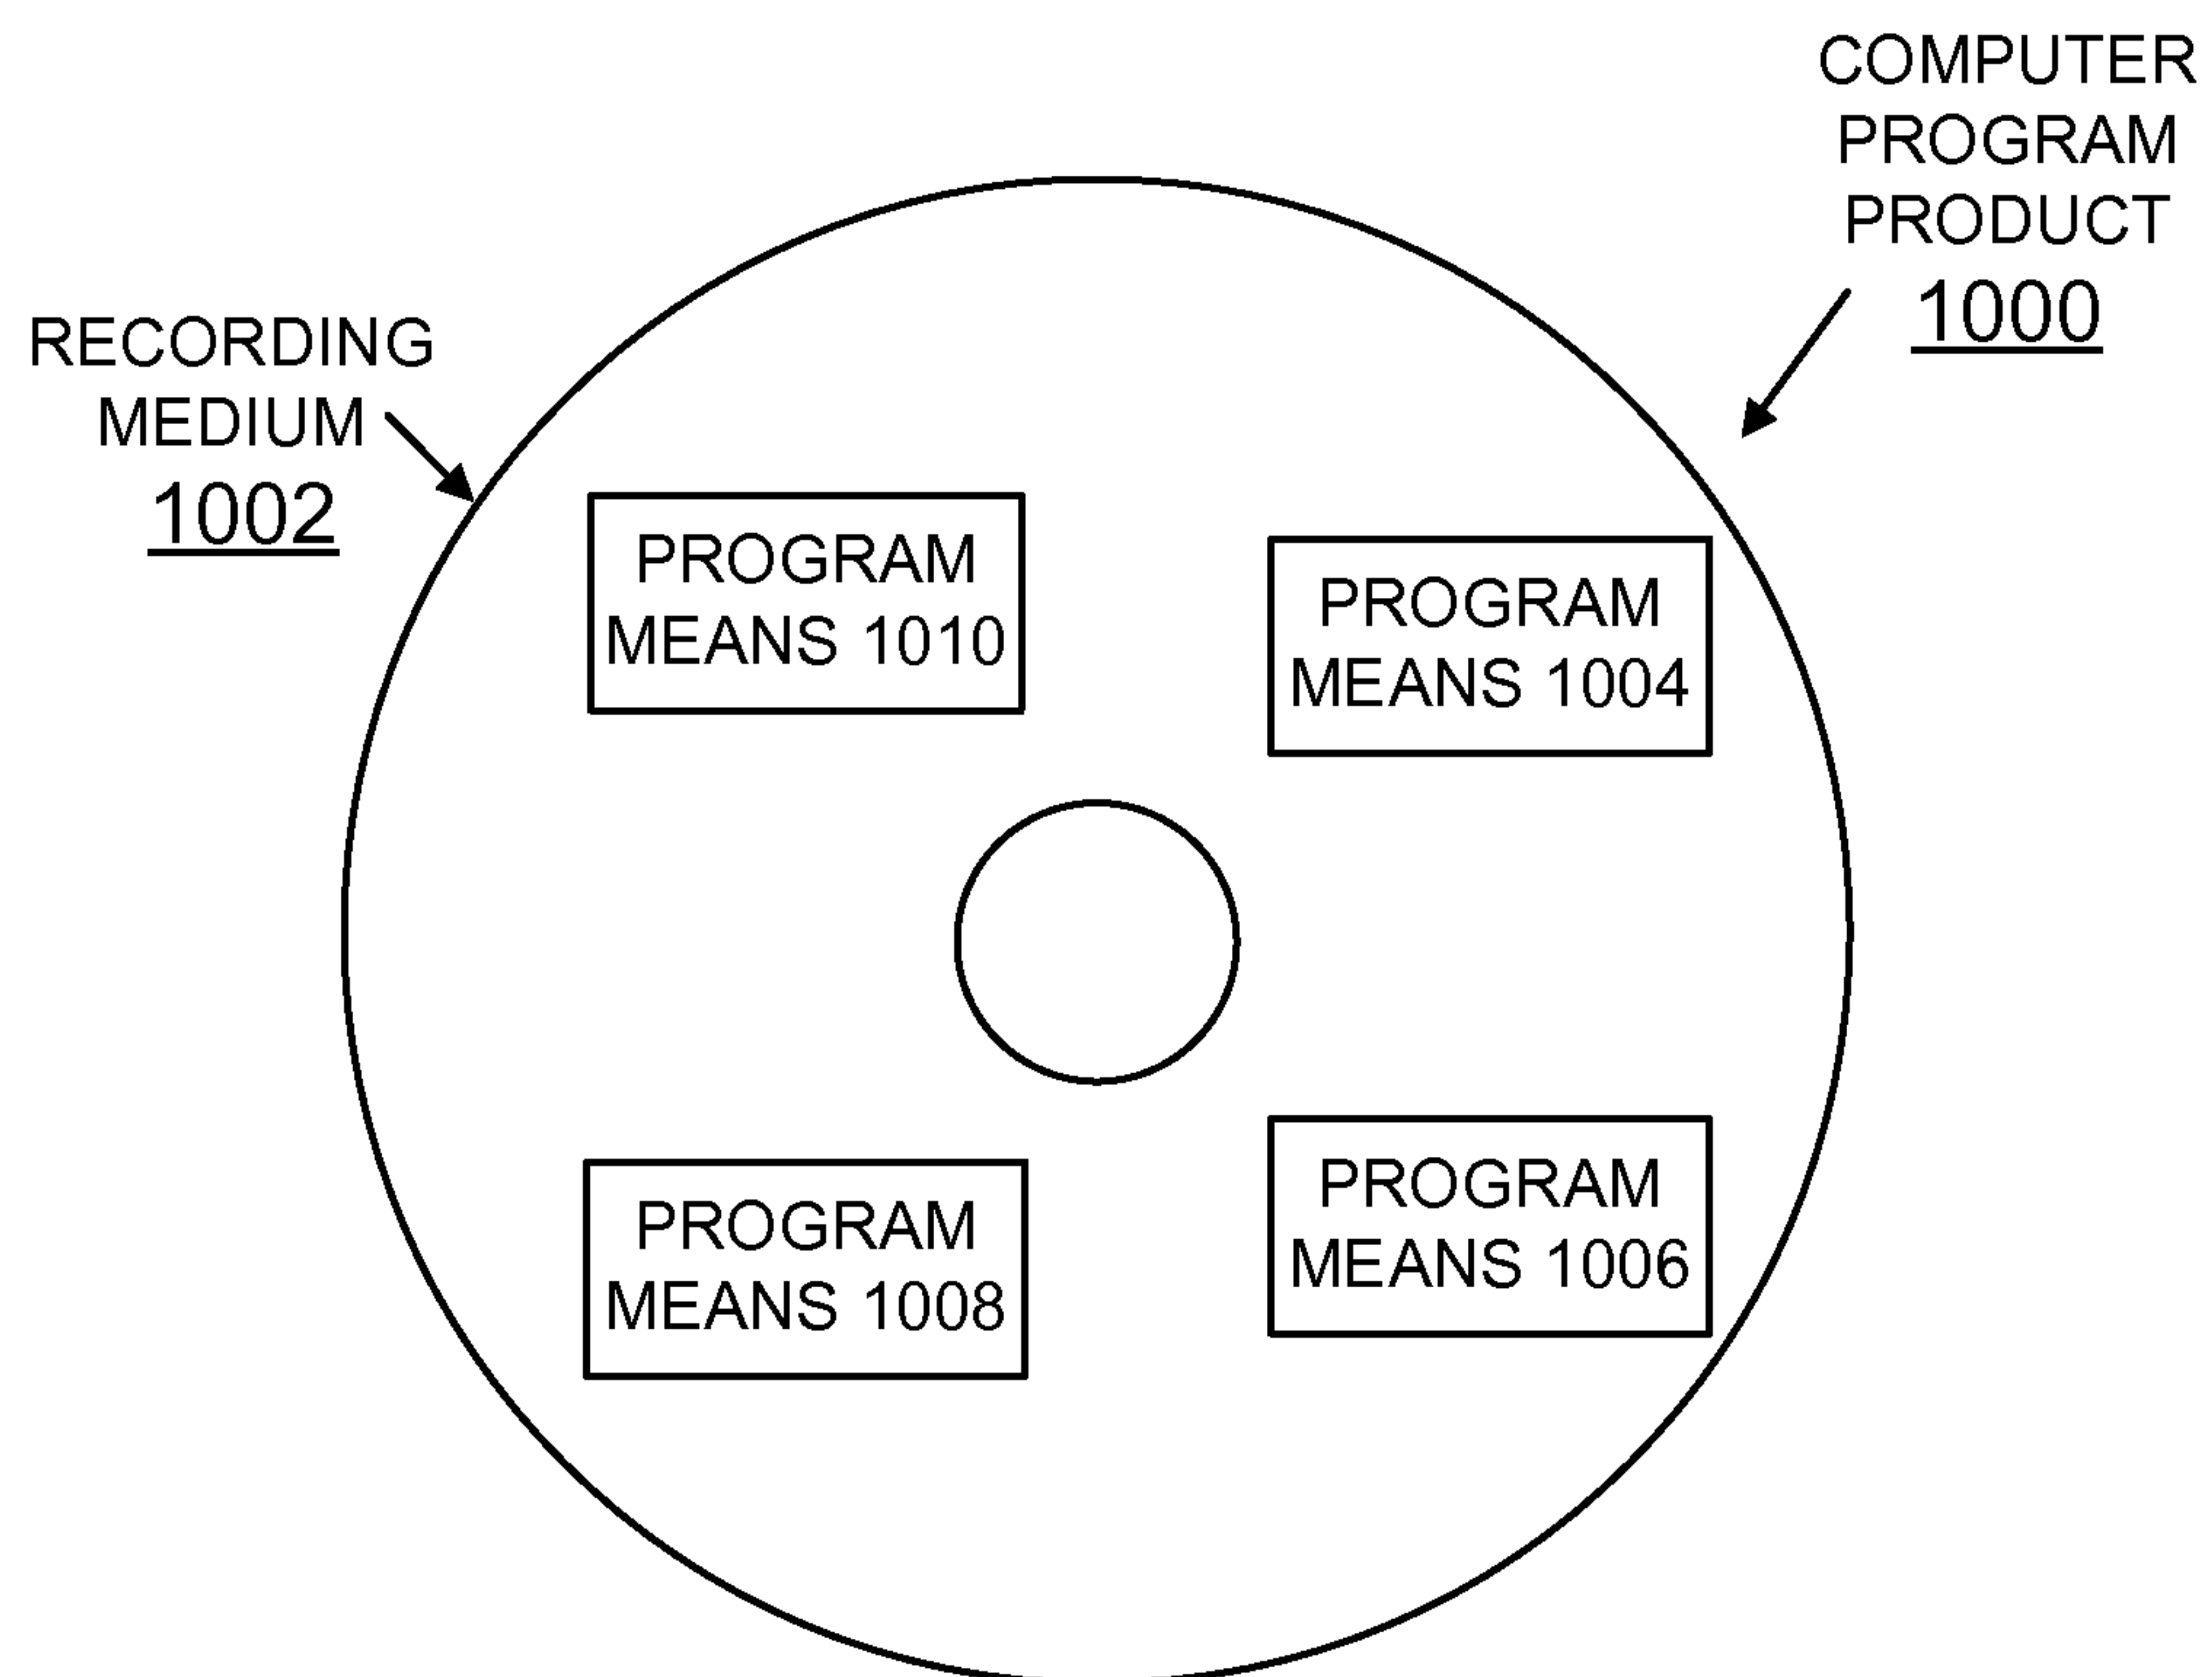 COMPUTER
PROGRAM
PRODUCT
1000
RECORDING
MEDIUM
1002
PROGRAM
MEANS 1010
PROGRAM
MEANS 1004
PROGRAM
MEANS 1008
PROGRAM
MEANS 1006